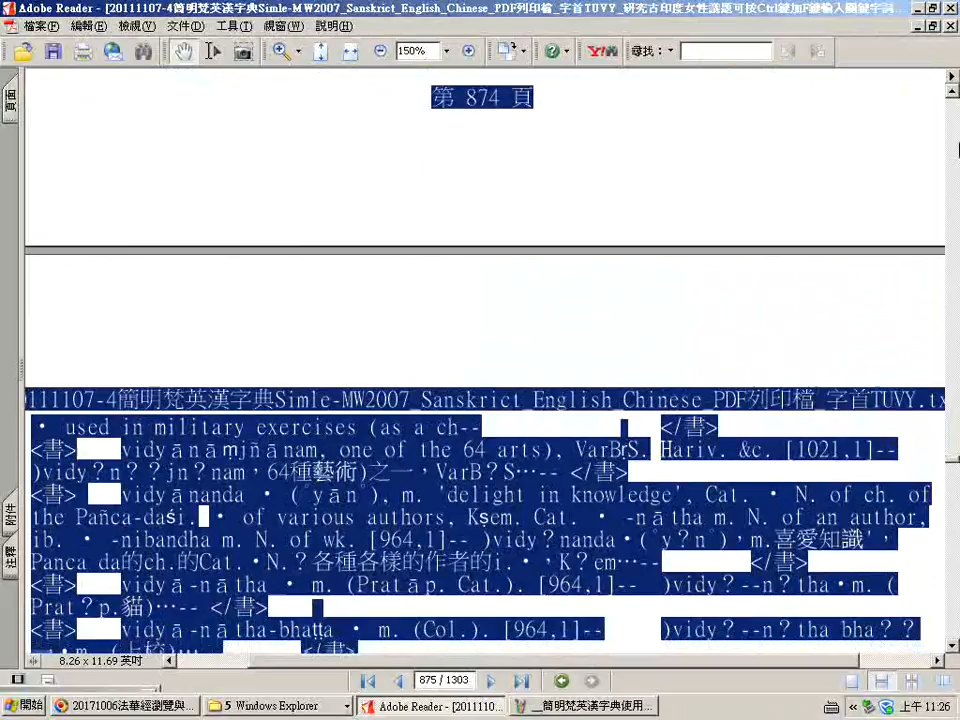 Adobe Reader - [20111107-4簡明梵英漢字典Simle-MW2007_Sanskrict_English_Chinese_PDF列印檔_字首TUVY_研究古印度女性議題可按Ctrl鍵加F鍵輸入關鍵字詞...
檔案(F) 編輯(E) 檢視(V) 文件(D) 工具(T) 視窗(W) 說明(H)
150% 尋找：
頁面
第 874 頁
111107-4簡明梵英漢字典Simle-MW2007_Sanskrict_English_Chinese_PDF列印檔_字首TUVY.tx
• used in military exercises (as a ch-- </書>
<書> vidyānāṃjñānam, one of the 64 arts), VarBṛS. Hariv. &c. [1021,1]--
)vidy？n？？jn？nam，64種藝術)之一，VarB？S…-- </書>
<書> vidyānanda • (°yān°), m. 'delight in knowledge', Cat. • N. of ch. of
the Pañca-daśi. • of various authors, Kṣem. Cat. • -nātha m. N. of an author,
ib. • -nibandha m. N. of wk. [964,1]-- )vidy？nanda•(°y？n°)，m.喜愛知識'，
Panca da的ch.的Cat.•N.？各種各樣的作者的i.•，K？em…-- </書>
<書> vidyā-nātha • m. (Pratāp. Cat.). [964,1]-- )vidy？--n？tha•m.(
Prat？p.貓)…-- </書>
<書> vidyā-nātha-bhaṭṭa • m. (Col.). [964,1]-- )vidy？--n？tha bha？？
附件
注釋
8.26 x 11.69 英吋
875 / 1303
開始 20171006法華經瀏覽與... 5 Windows Explorer Adobe Reader - [2011110... __簡明梵英漢字典使用... 上午 11:26